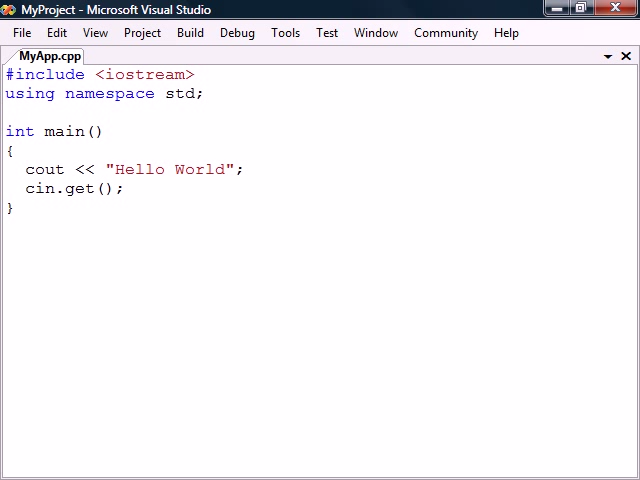 MyProject - Microsoft Visual Studio
File Edit View Project Build Debug Tools Test Window Community Help
MyApp.cpp
#include <iostream>
using namespace std;
int main()
{
cout << "Hello World";
cin.get();
}